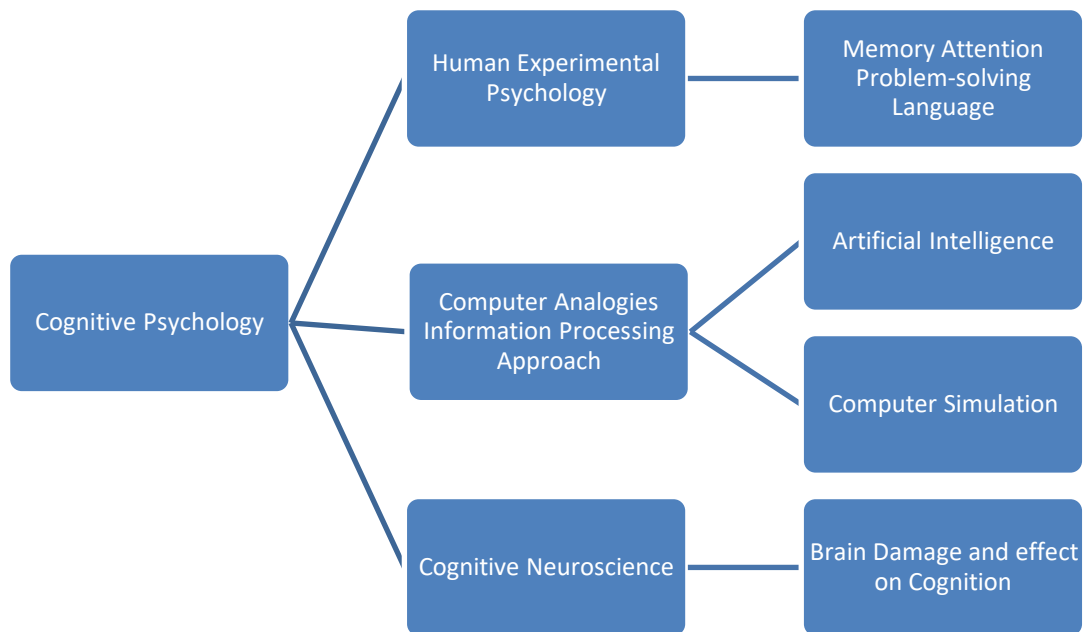 Human Experimental
Psychology
Memory Attention
Problem-solving
Language
Cognitive Psychology
Computer Analogies
Information Processing
Approach
Artificial Intelligence
Computer Simulation
Cognitive Neuroscience
Brain Damage and effect
on Cognition